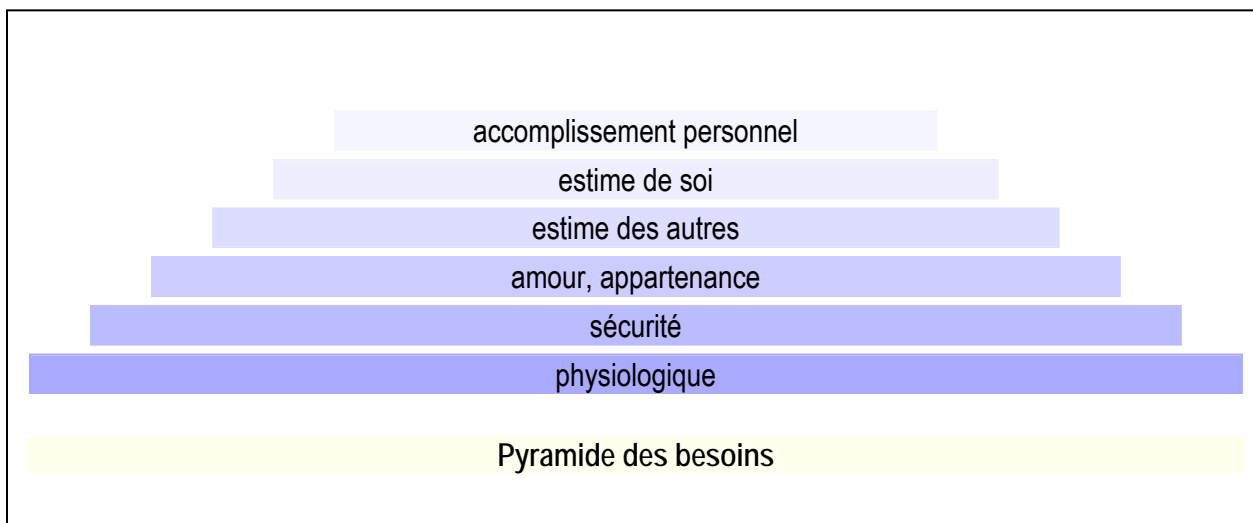 accomplissement personnel
estime de soi
estime des autres
amour, appartenance
sécurité
physiologique
Pyramide des besoins